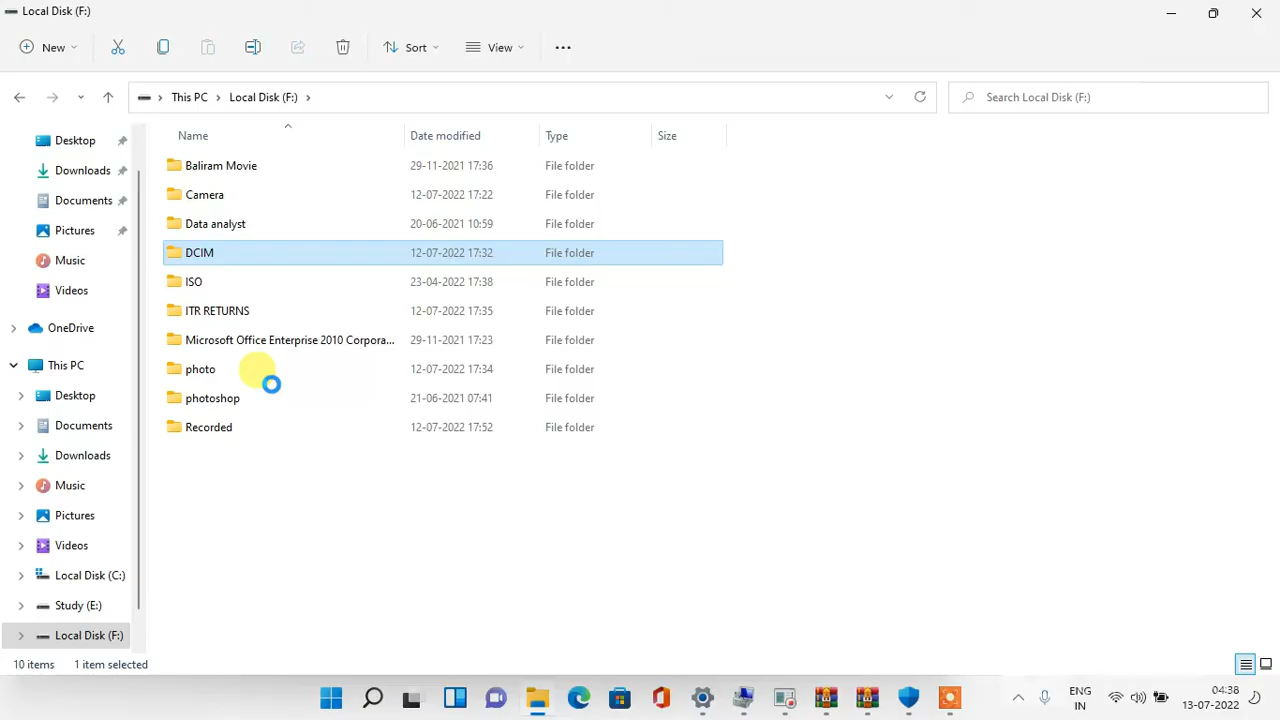 Local Disk (F:)
New Sort View
This PC Local Disk (F:) Search Local Disk (F:)
Name Date modified Type Size
Desktop
Downloads
Documents
Pictures
Music
Videos
OneDrive
This PC
Desktop
Documents
Downloads
Music
Pictures
Videos
Local Disk (C:)
Study (E:)
Local Disk (F:)
Baliram Movie 29-11-2021 17:36 File folder
Camera 12-07-2022 17:22 File folder
Data analyst 20-06-2021 10:59 File folder
DCIM 12-07-2022 17:32 File folder
ISO 23-04-2022 17:38 File folder
ITR RETURNS 12-07-2022 17:35 File folder
Microsoft Office Enterprise 2010 Corpora... 29-11-2021 17:23 File folder
photo 12-07-2022 17:34 File folder
photoshop 21-06-2021 07:41 File folder
Recorded 12-07-2022 17:52 File folder
10 items 1 item selected
ENG
IN
04:38
13-07-2022